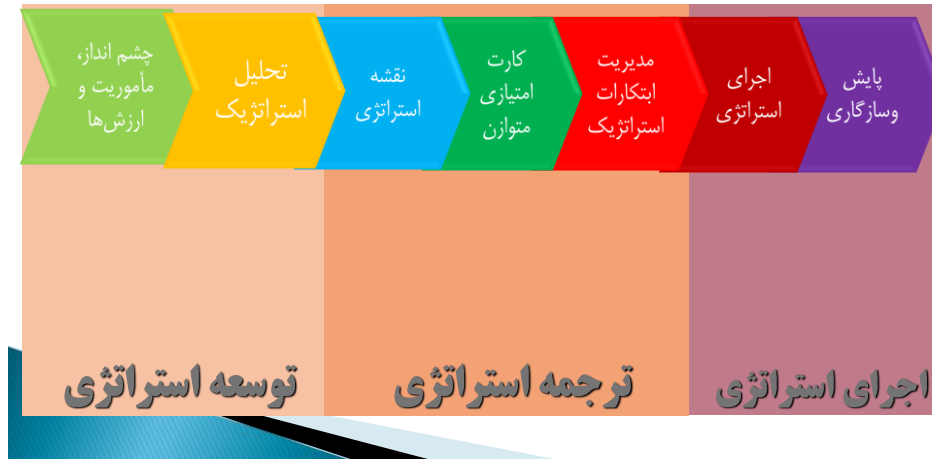 چشم انداز،
مأموریت و
ارزش‌ها
تحلیل
استراتژیک
نقشه
استراتژی
کارت
امتیازی
متوازن
مدیریت
ابتکارات
استراتژیک
اجرای
استراتژی
پایش
وسازگاری
توسعه استراتژی
ترجمه استراتژی
اجرای استراتژی